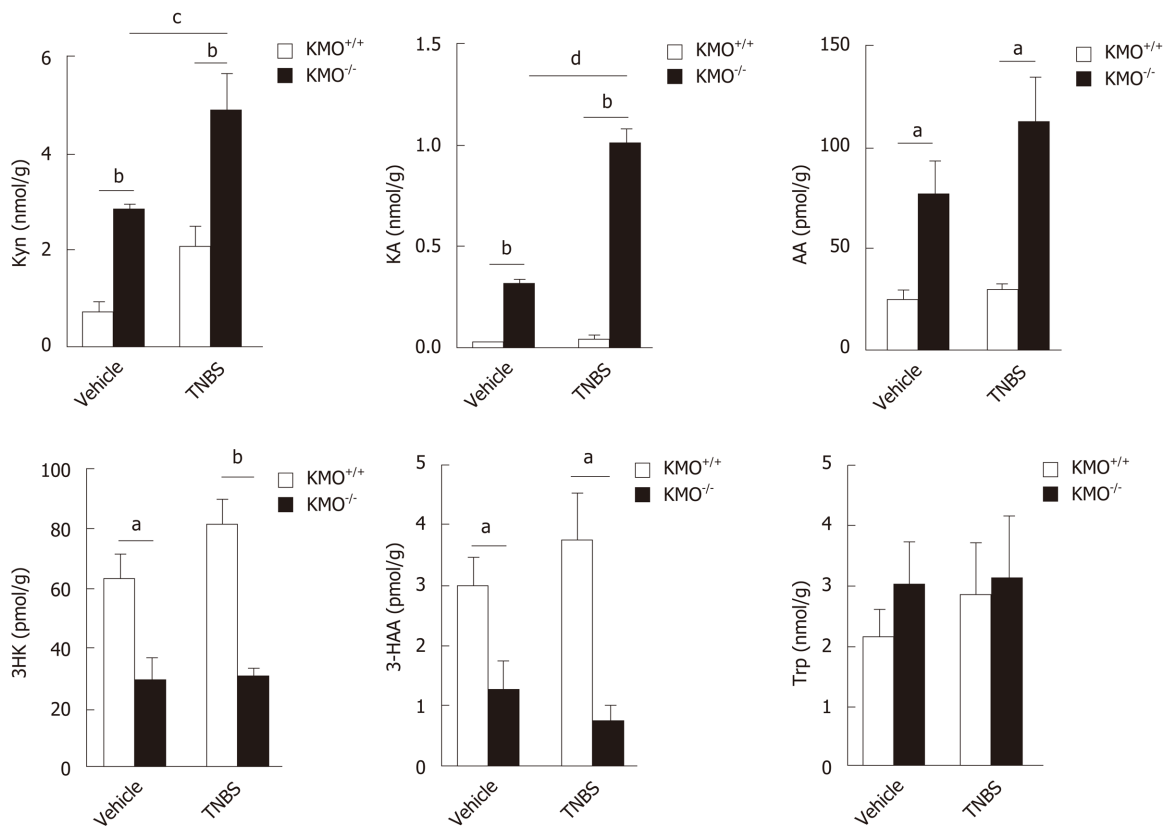 c
6
b
KMO+/+
KMO-/-
4
b
2
0
Kyn (nmol/g)
Vehicle
TNBS
1.5
KMO+/+
KMO-/-
d
b
1.0
0.5
b
0.0
KA (nmol/g)
Vehicle
TNBS
150
KMO+/+
KMO-/-
a
100
a
50
0
AA (pmol/g)
Vehicle
TNBS
100
b
KMO+/+
KMO-/-
80
a
60
40
20
0
3HK (pmol/g)
Vehicle
TNBS
5
a
KMO+/+
KMO-/-
4
a
3
2
1
0
3-HAA (pmol/g)
Vehicle
TNBS
5
KMO+/+
KMO-/-
4
3
2
1
0
Trp (nmol/g)
Vehicle
TNBS